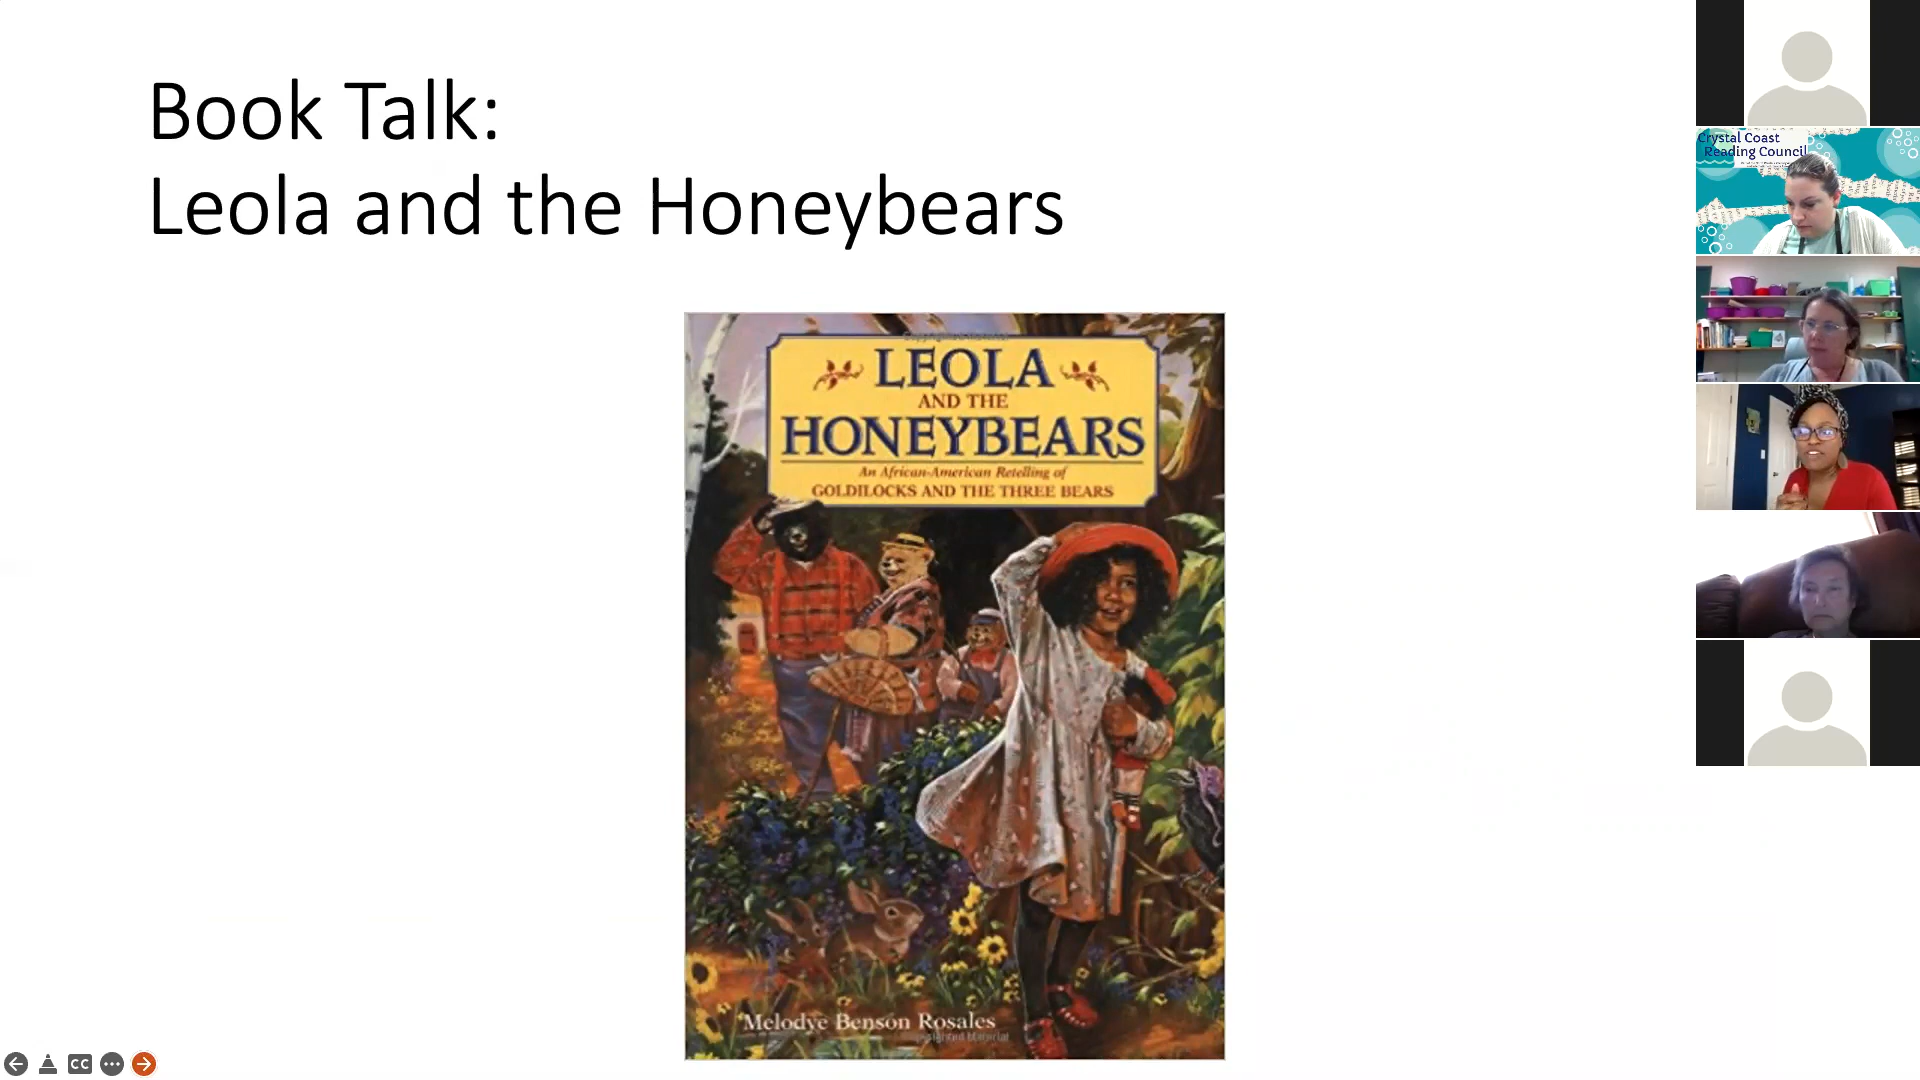 Book Talk:
Leola and the Honeybears
LEOLA
AND THE
HONEYBEARS
An African-American Retelling of
GOLDILOCKS AND THE THREE BEARS
Melodye Benson Rosales
Crystal Coast
Reading Council
CC